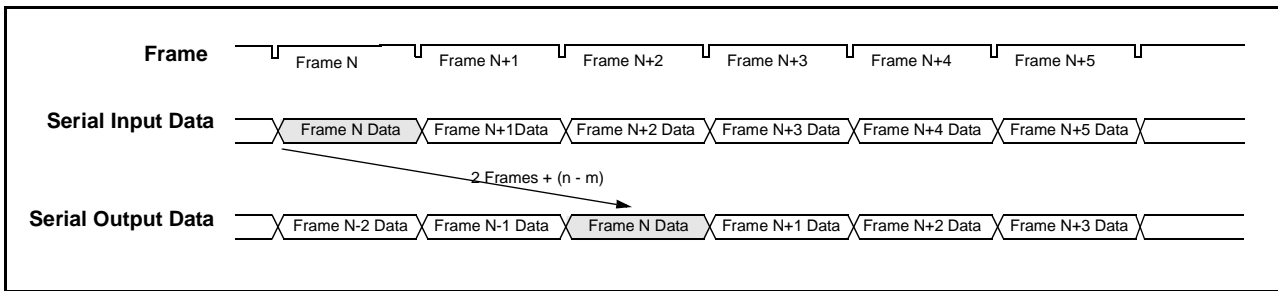 Frame
Frame N
Frame N+1
Frame N+2
Frame N+3
Frame N+4
Frame N+5
Serial Input Data
Frame N Data
Frame N+1Data
Frame N+2 Data
Frame N+3 Data
Frame N+4 Data
Frame N+5 Data
2 Frames + (n - m)
Serial Output Data
Frame N-2 Data
Frame N-1 Data
Frame N Data
Frame N+1 Data
Frame N+2 Data
Frame N+3 Data